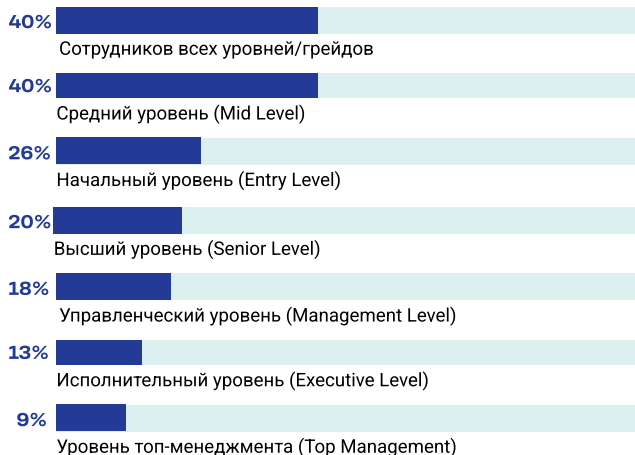 40%
Сотрудников всех уровней/грейдов
40%
Средний уровень (Mid Level)
26%
Начальный уровень (Entry Level)
20%
Высший уровень (Senior Level)
18%
Управленческий уровень (Management Level)
13%
Исполнительный уровень (Executive Level)
9%
Уровень топ-менеджмента (Top Management)